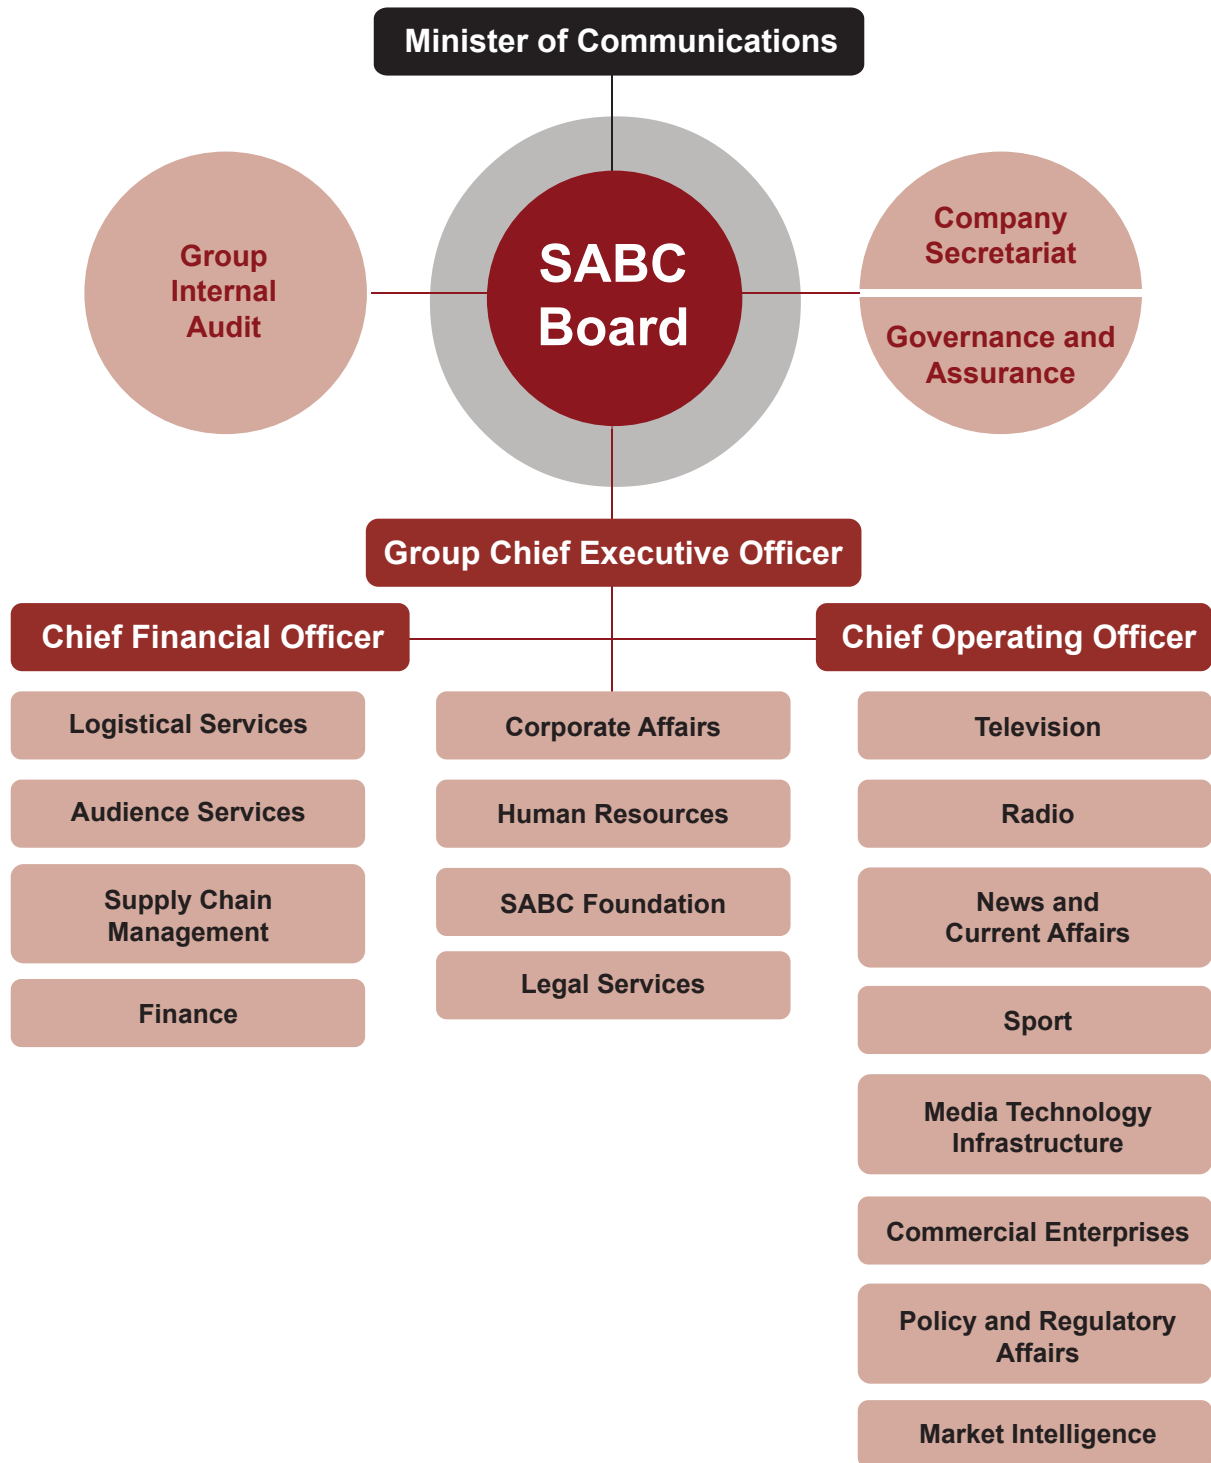 Minister of Communications
Group
Internal
Audit
SABC
Board
Company
Secretariat
Governance and
Assurance
Group Chief Executive Officer
Chief Financial Officer
Chief Operating Officer
Logistical Services
Audience Services
Supply Chain
Management
Finance
Corporate Affairs
Human Resources
SABC Foundation
Legal Services
Television
Radio
News and
Current Affairs
Sport
Media Technology
Infrastructure
Commercial Enterprises
Policy and Regulatory
Affairs
Market Intelligence